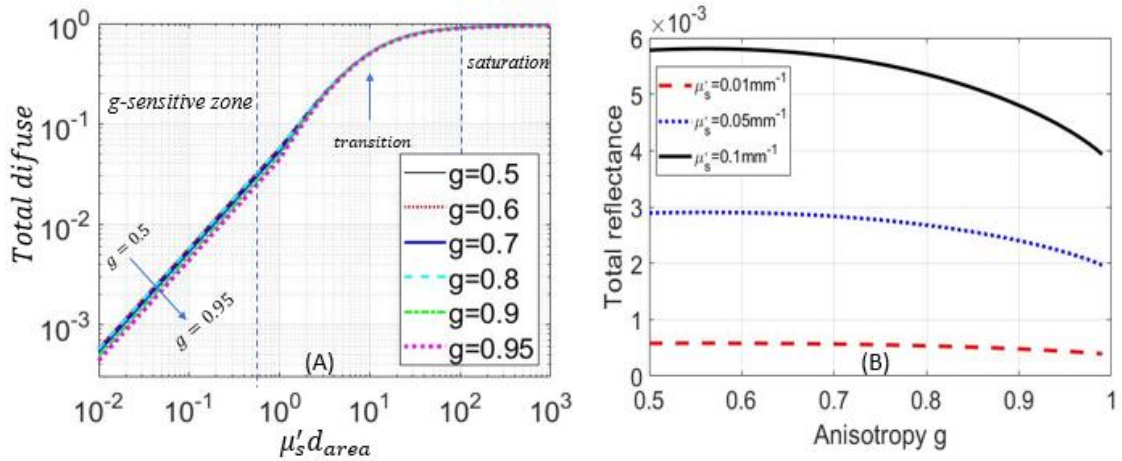 10^0
10^-1
10^-2
10^-3
Total difuse
g-sensitive zone
saturation
transition
g = 0.5
g = 0.95
(A)
g=0.5
g=0.6
g=0.7
g=0.8
g=0.9
g=0.95
10^-2 10^-1 10^0 10^1 10^2 10^3
μ's d_area
×10^-3
6
5
4
3
2
1
0
Total reflectance
μ's=0.01mm^-1
μ's=0.05mm^-1
μ's=0.1mm^-1
(B)
0.5 0.6 0.7 0.8 0.9 1
Anisotropy g